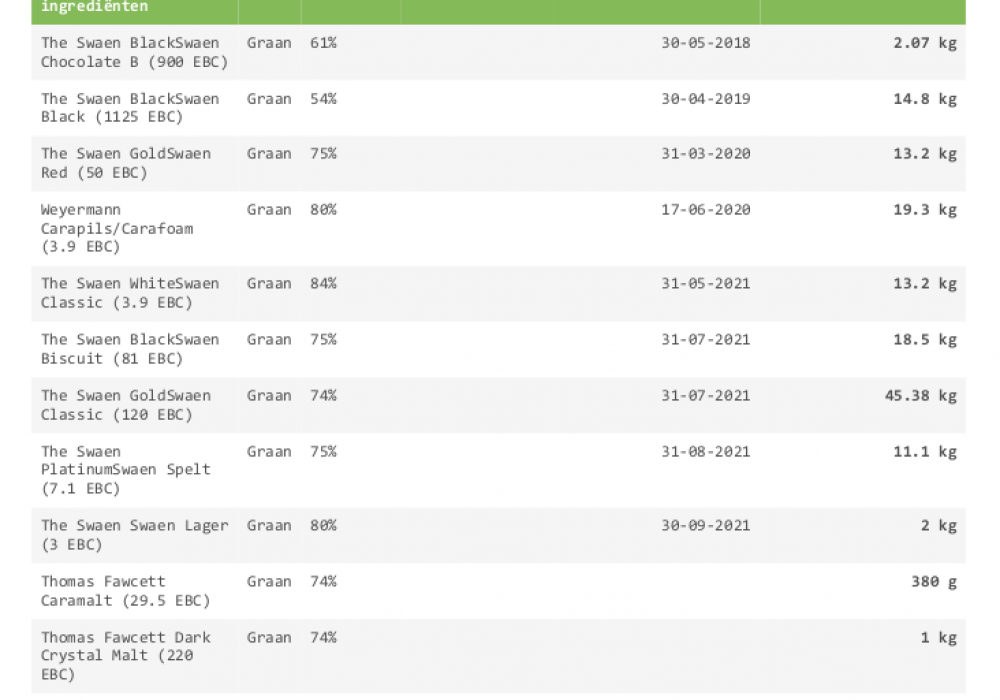 ingrediënten
The Swaen BlackSwaen Graan 61% 30-05-2018 2.07 kg
Chocolate B (900 EBC)
The Swaen BlackSwaen Graan 54% 30-04-2019 14.8 kg
Black (1125 EBC)
The Swaen GoldSwaen Graan 75% 31-03-2020 13.2 kg
Red (50 EBC)
Weyermann Graan 80% 17-06-2020 19.3 kg
Carapils/Carafoam
(3.9 EBC)
The Swaen WhiteSwaen Graan 84% 31-05-2021 13.2 kg
Classic (3.9 EBC)
The Swaen BlackSwaen Graan 75% 31-07-2021 18.5 kg
Biscuit (81 EBC)
The Swaen GoldSwaen Graan 74% 31-07-2021 45.38 kg
Classic (120 EBC)
The Swaen Graan 75% 31-08-2021 11.1 kg
PlatinumSwaen Spelt
(7.1 EBC)
The Swaen Swaen Lager Graan 80% 30-09-2021 2 kg
(3 EBC)
Thomas Fawcett Graan 74% 380 g
Caramalt (29.5 EBC)
Thomas Fawcett Dark Graan 74% 1 kg
Crystal Malt (220
EBC)